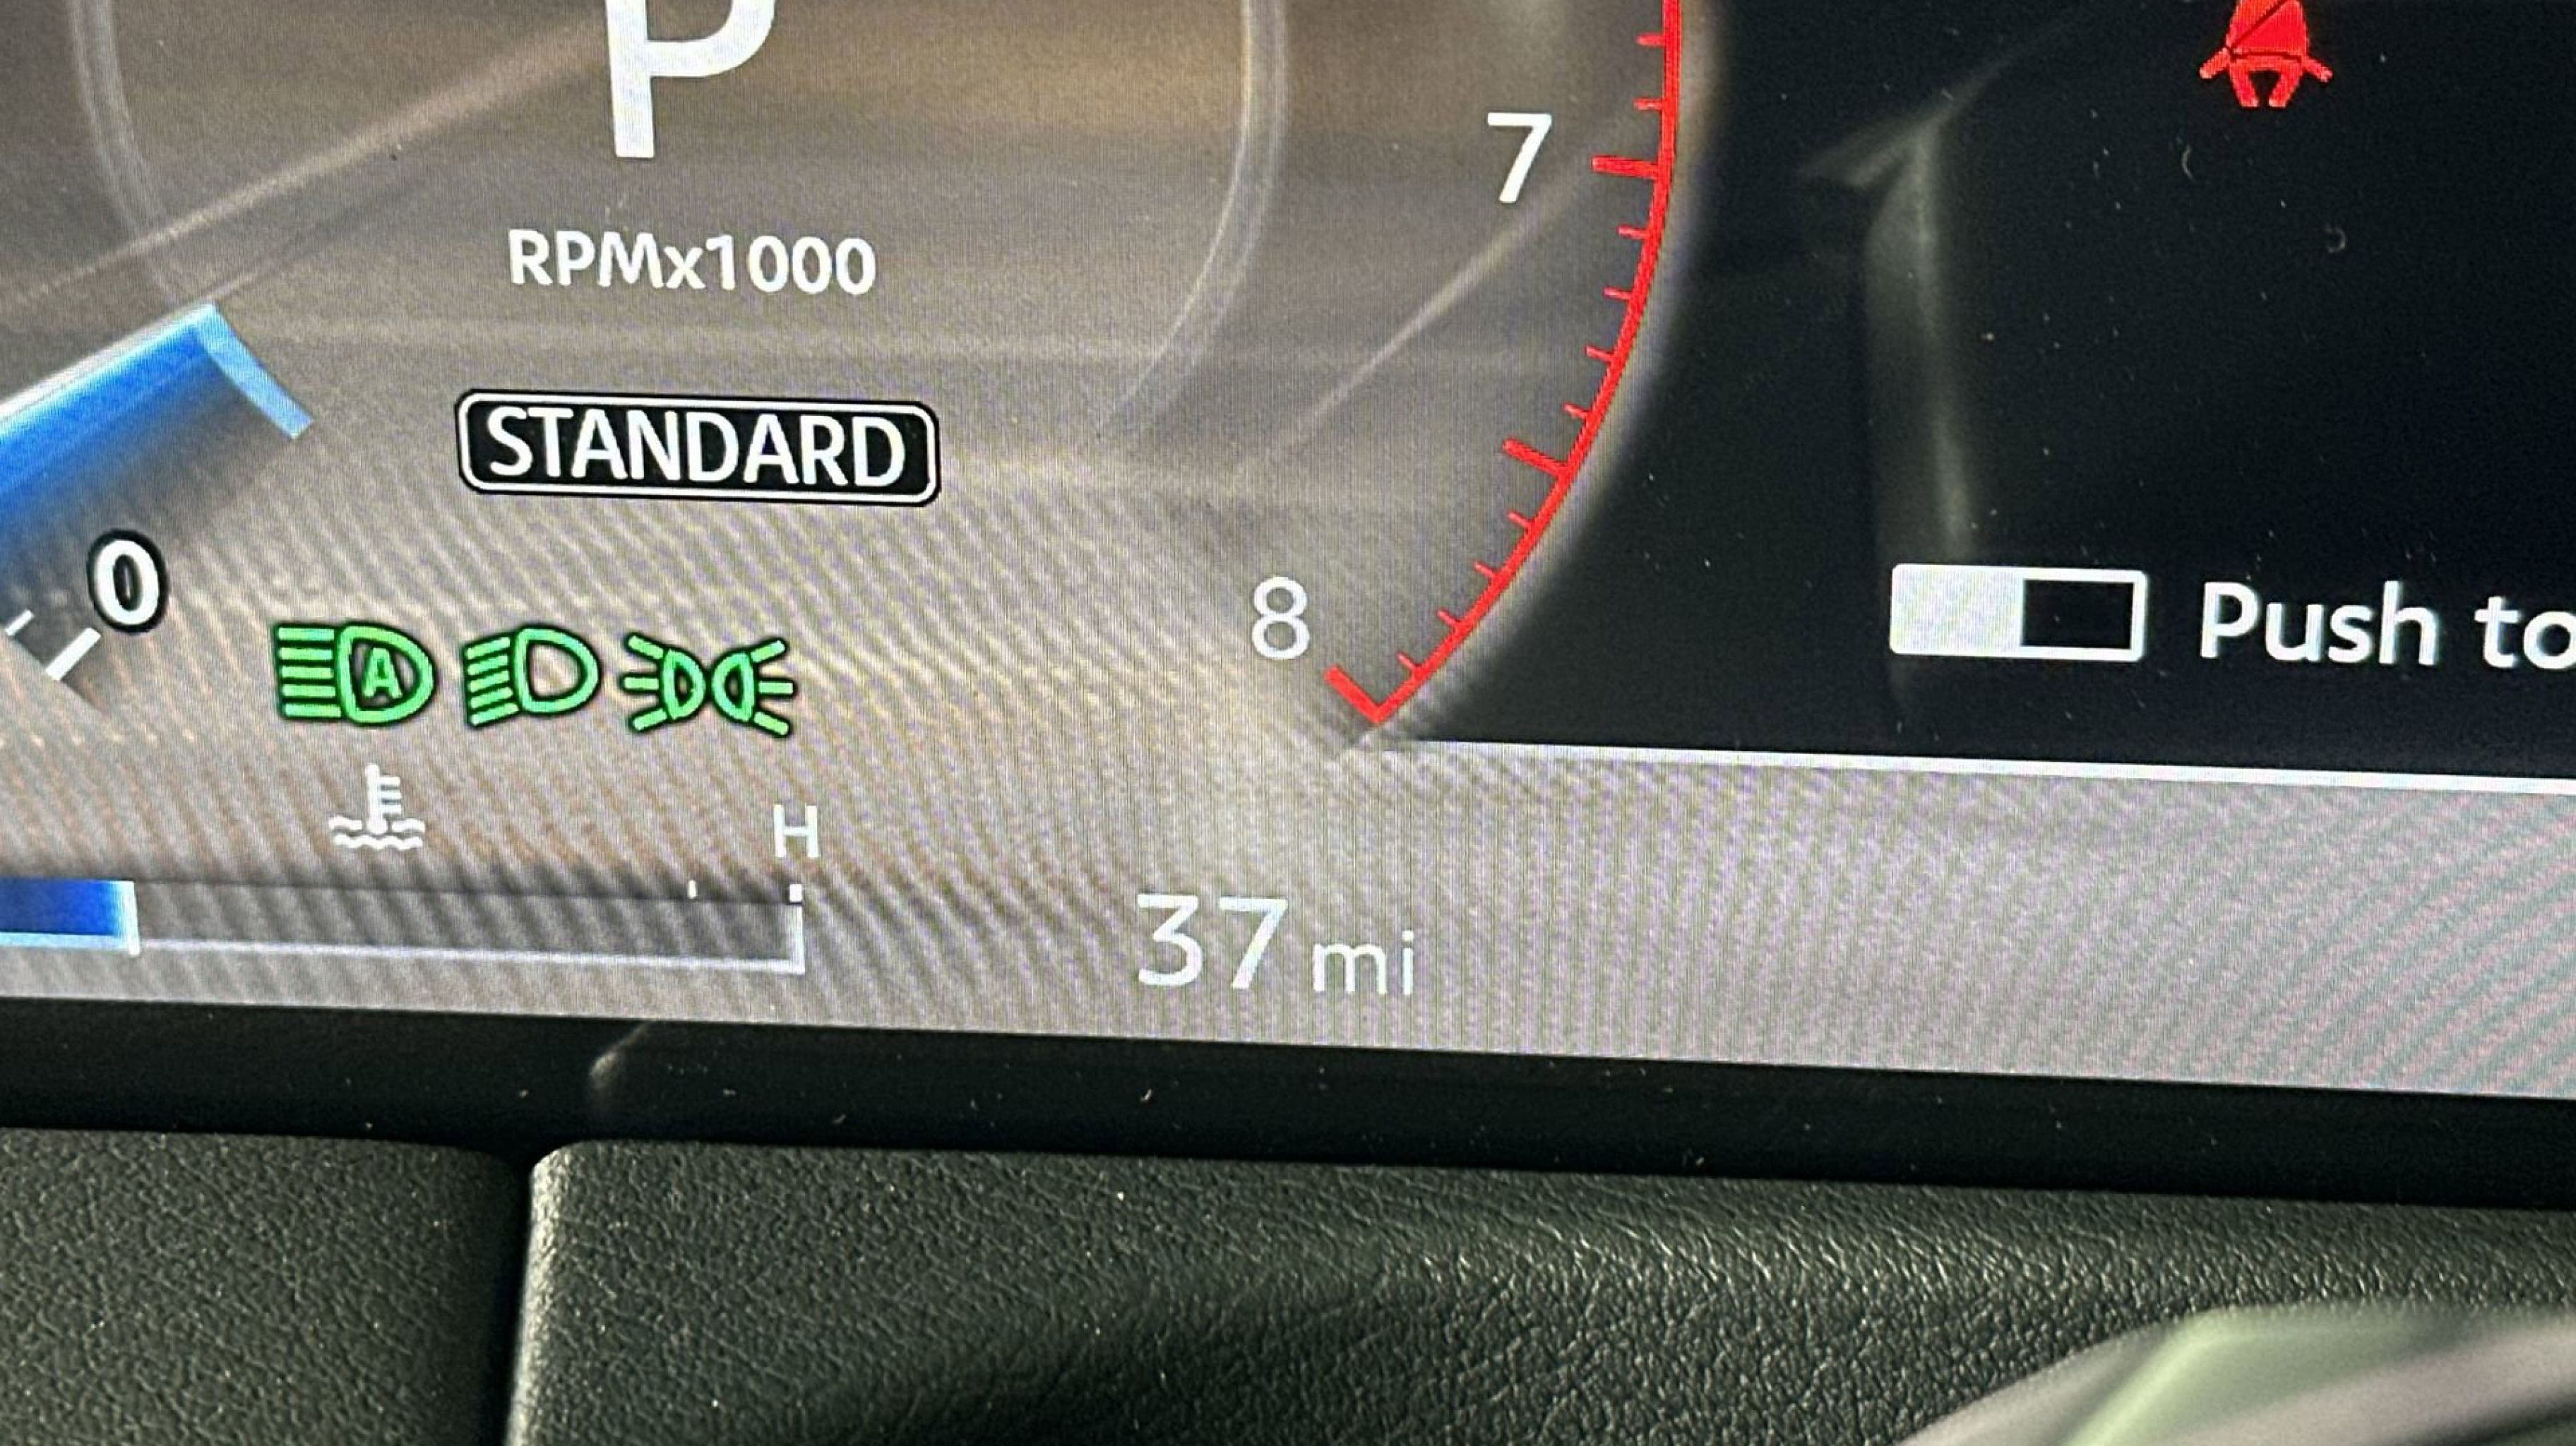 P
7
RPMx1000
STANDARD
0
8
Push to
A
H
37 mi